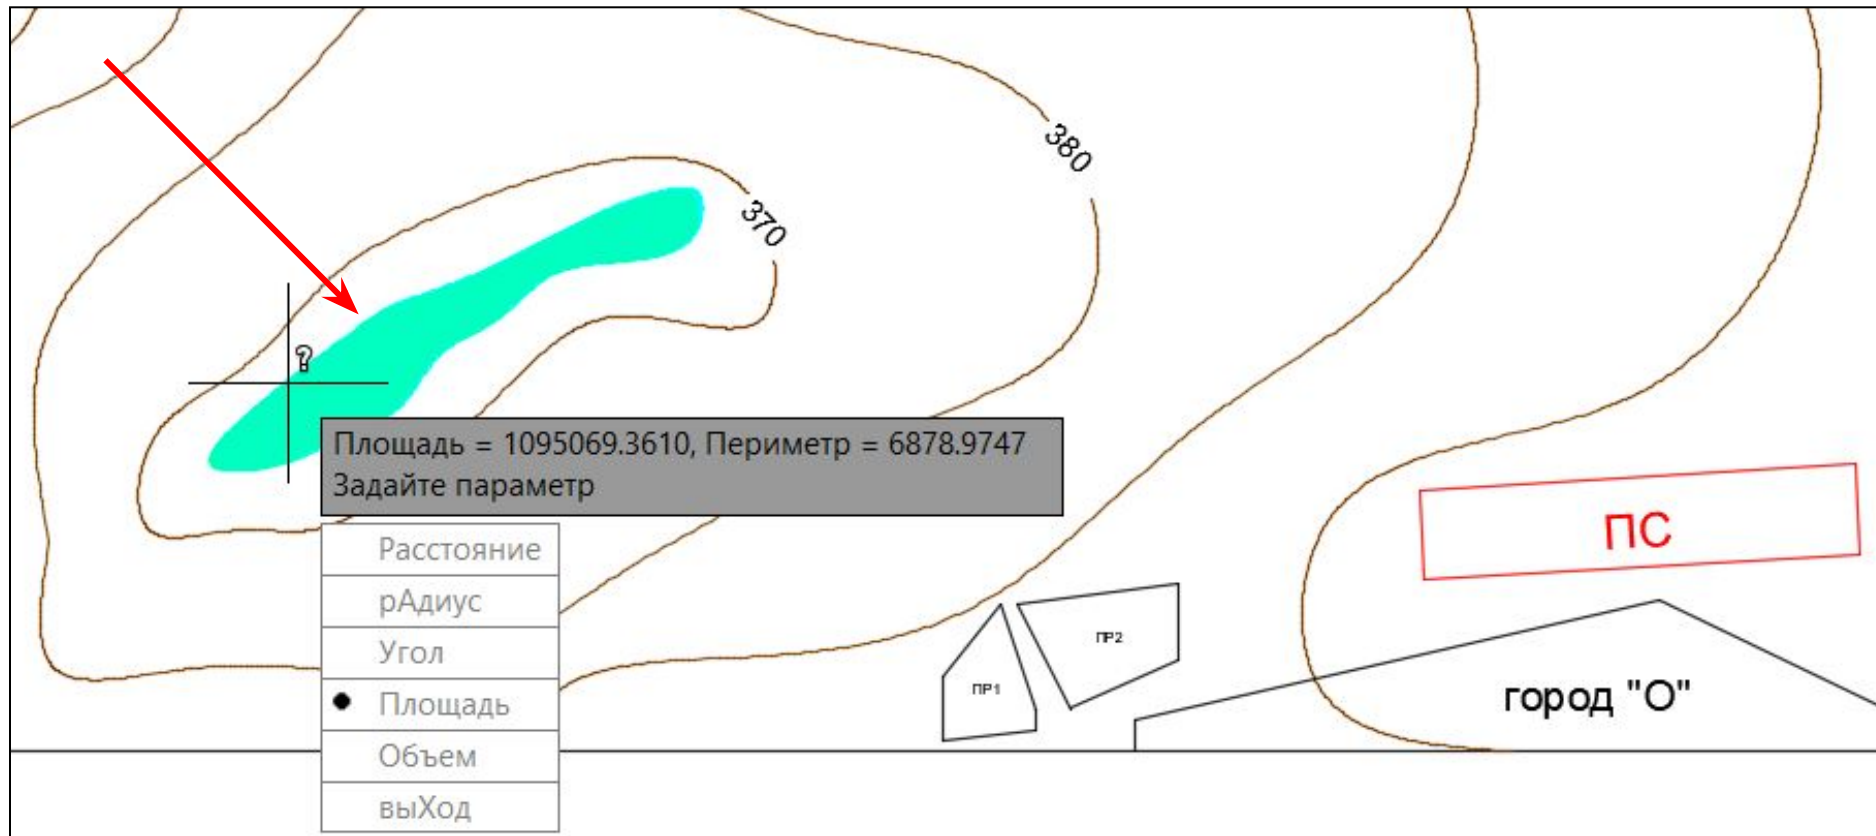 380
370
?
Площадь = 1095069.3610, Периметр = 6878.9747
Задайте параметр
Расстояние
рАдиус
Угол
Площадь
Объем
выХод
ПР1
ПР2
ПС
город "О"